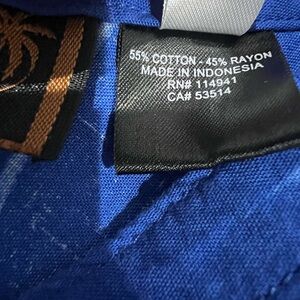 55% COTTON - 45% RAYON
MADE IN INDONESIA
RN# 114941
CA# 53514